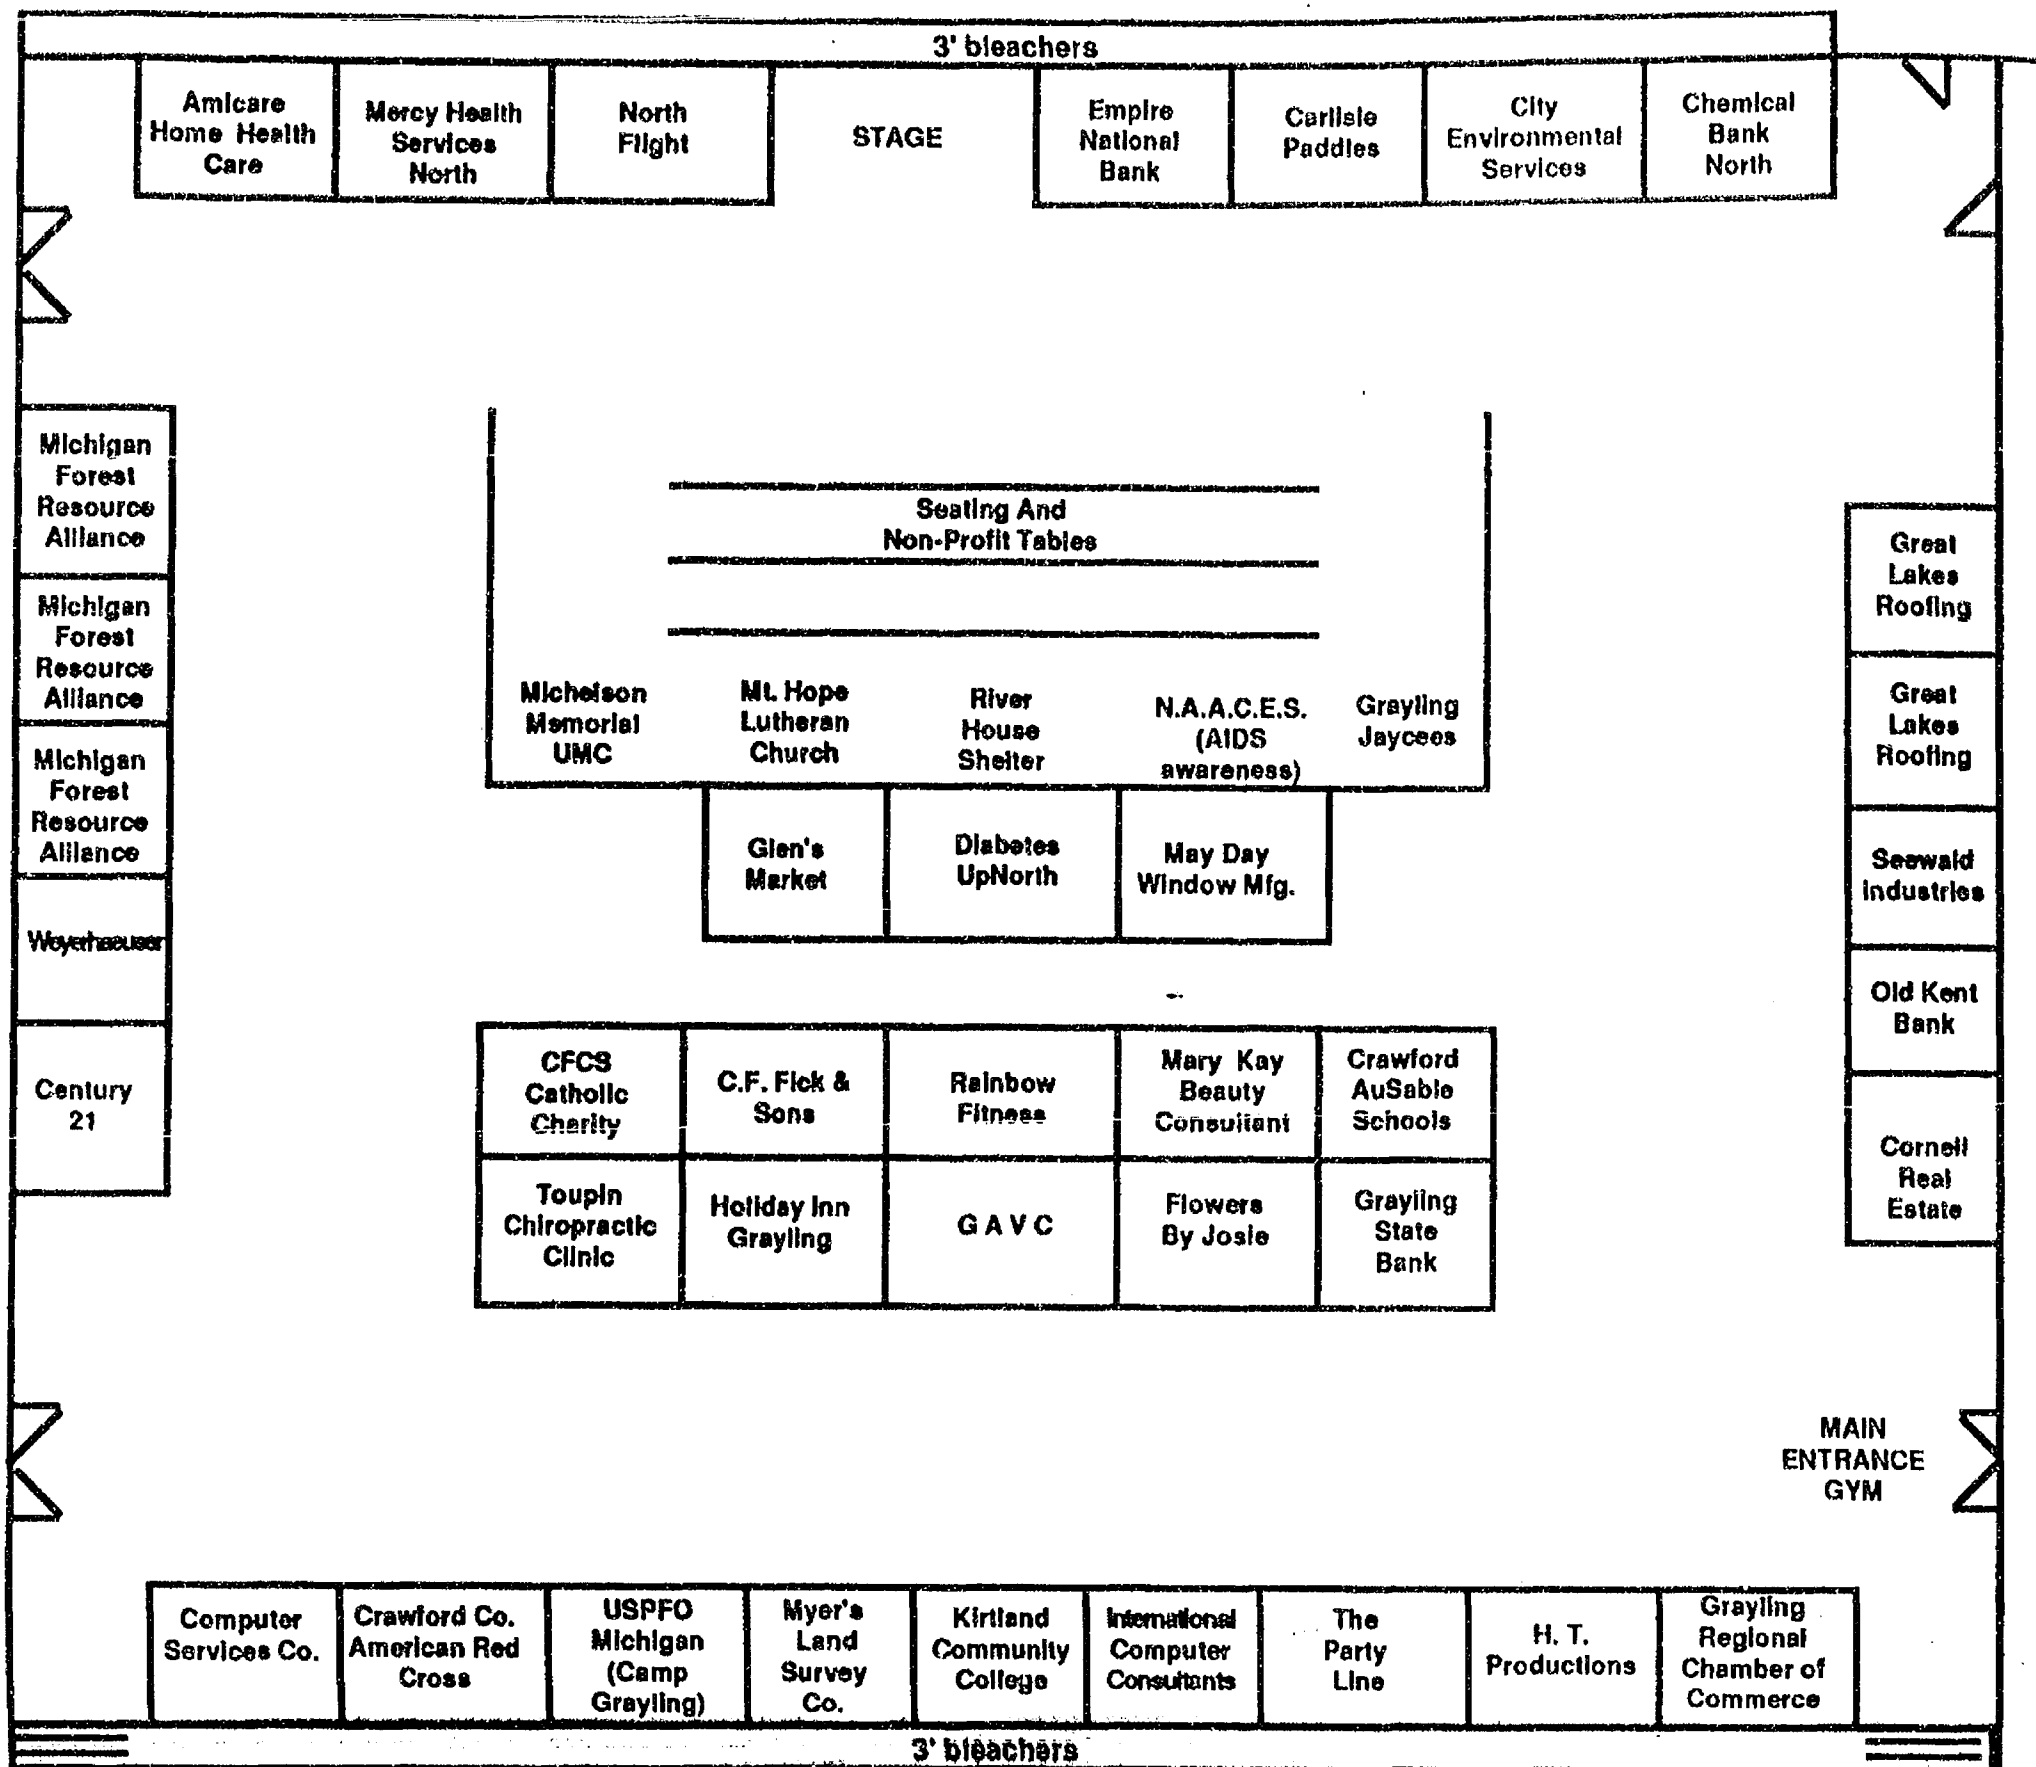 3' bleachers
Amicare
Home Health
Care
Mercy Health
Services
North
North
Flight
STAGE
Empire
National
Bank
Carlisle
Paddles
City
Environmental
Services
Chemical
Bank
North
Michigan
Forest
Resource
Alliance
Michigan
Forest
Resource
Alliance
Michigan
Forest
Resource
Alliance
Weyerhaeuser
Century
21
Seating And
Non-Profit Tables
Michelson
Memorial
UMC
Mt. Hope
Lutheran
Church
River
House
Shelter
N.A.A.C.E.S.
(AIDS
awareness)
Grayling
Jaycees
Glen's
Market
Diabetes
UpNorth
May Day
Window Mfg.
CFCS
Catholic
Charity
C.F. Fick &
Sons
Rainbow
Fitness
Mary Kay
Beauty
Consultant
Crawford
AuSable
Schools
Toupin
Chiropractic
Clinic
Holiday Inn
Grayling
G A V C
Flowers
By Josie
Grayling
State
Bank
Great
Lakes
Roofing
Great
Lakes
Roofing
Seewald
Industries
Old Kent
Bank
Cornell
Real
Estate
MAIN
ENTRANCE
GYM
Computer
Services Co.
Crawford Co.
American Red
Cross
USPFO
Michigan
(Camp
Grayling)
Myer's
Land
Survey
Co.
Kirtland
Community
College
International
Computer
Consultants
The
Party
Line
H. T.
Productions
Grayling
Regional
Chamber of
Commerce
3' bleachers